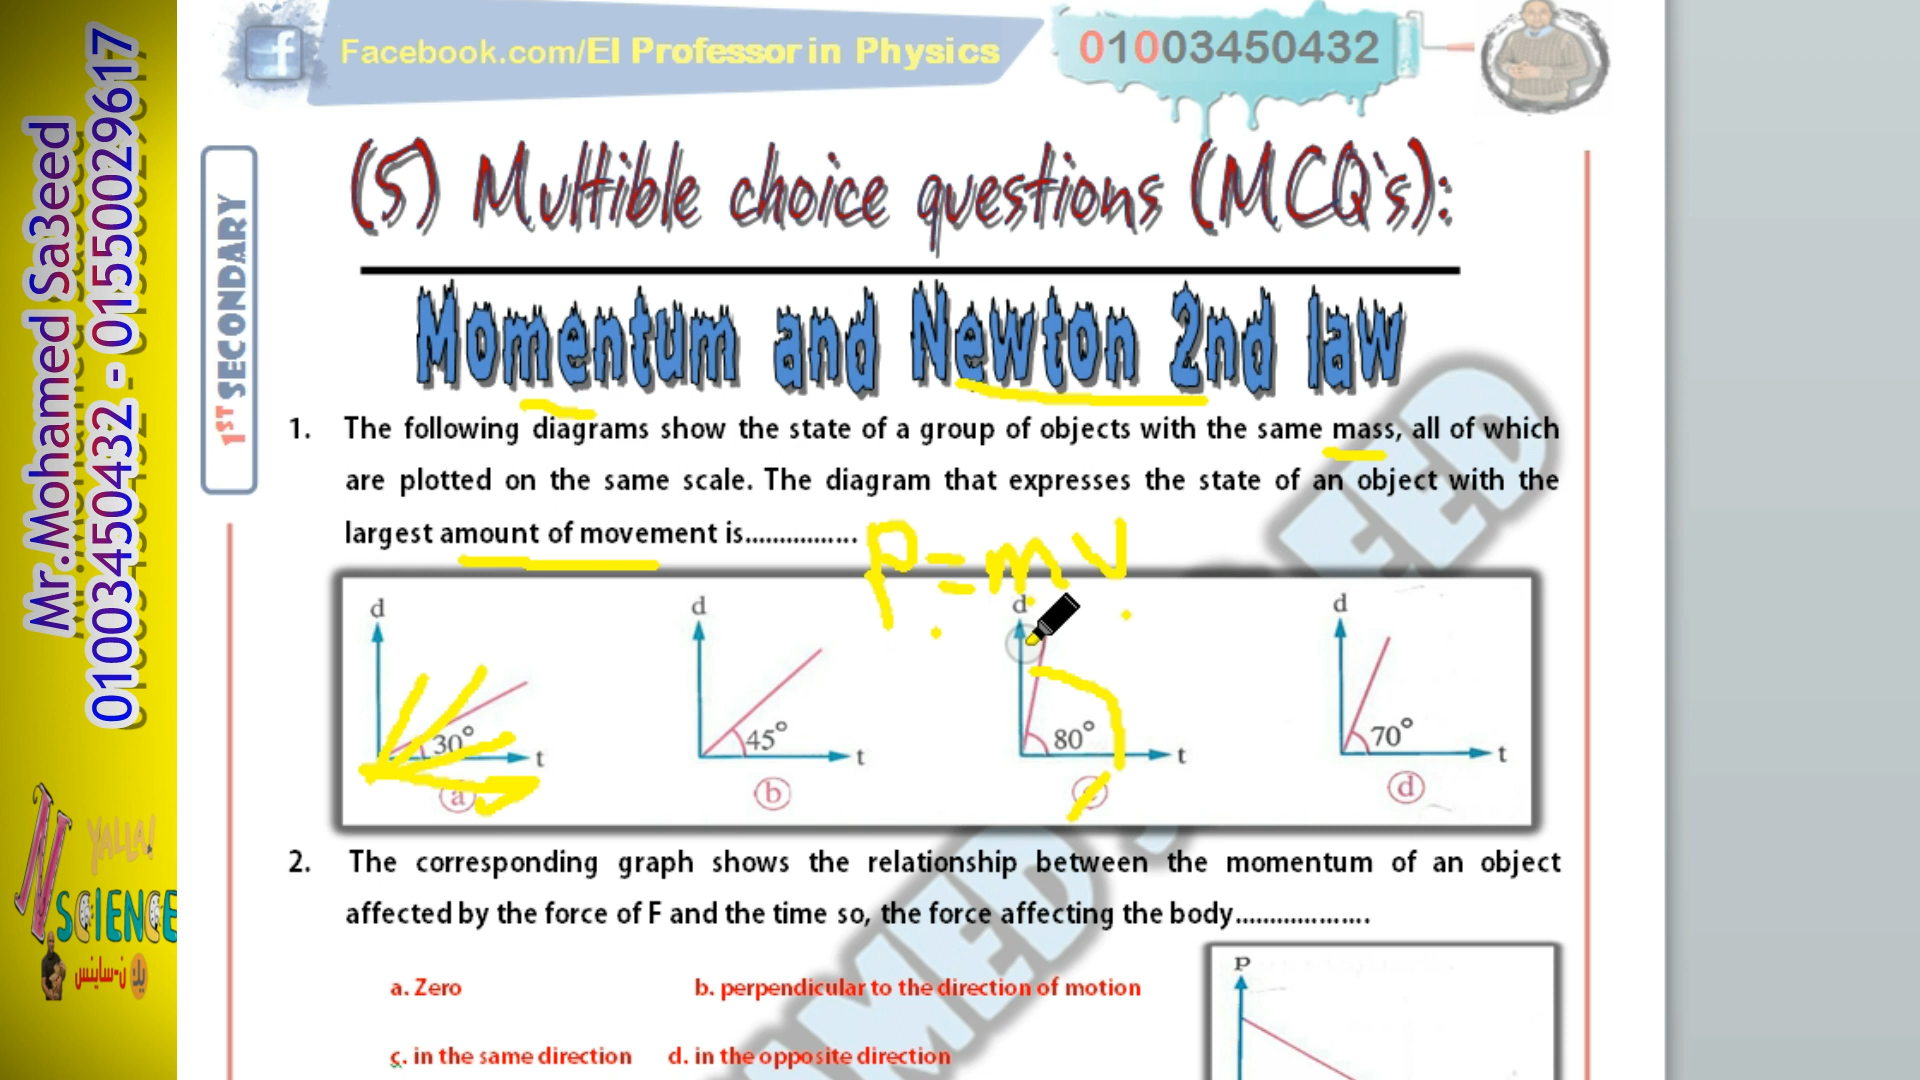 Mr.Mohamed Sa3eed
01003450432 - 01550029617
YALLA!
N SCIENCE
يلا ن-ساينس
Facebook.com/El Professor in Physics
01003450432
1ST SECONDARY
(5) Multible choice questions (MCQ's):
Momentum and Newton 2nd law
1. The following diagrams show the state of a group of objects with the same mass, all of which
are plotted on the same scale. The diagram that expresses the state of an object with the
largest amount of movement is................
P = m v
d
30°
t
a
d
45°
t
b
d
80°
t
c
d
70°
t
d
2. The corresponding graph shows the relationship between the momentum of an object
affected by the force of F and the time so, the force affecting the body...................
P
a. Zero b. perpendicular to the direction of motion
c. in the same direction d. in the opposite direction